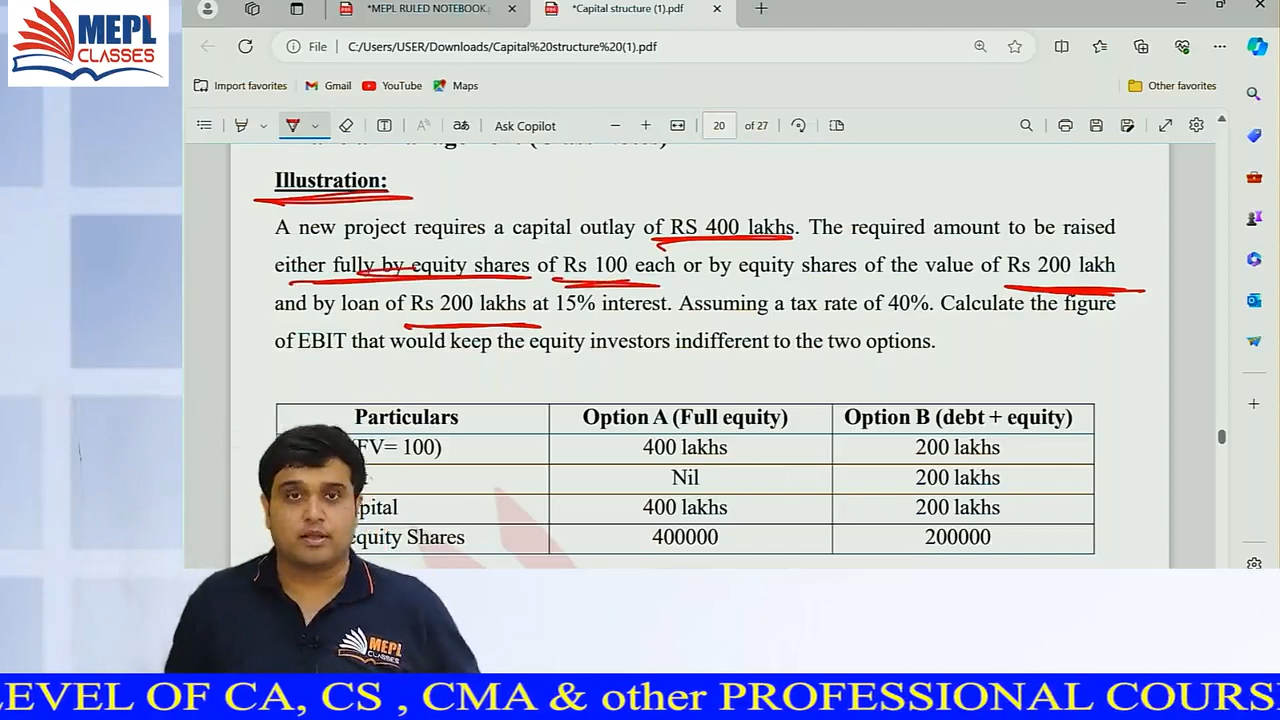 MEPL
CLASSES
*MEPL RULED NOTEBOOK.
*Capital structure (1).pdf
File
C:/Users/USER/Downloads/Capital%20structure%20(1).pdf
Import favorites
Gmail
YouTube
Maps
Other favorites
Ask Copilot
20
of 27
Illustration:
A new project requires a capital outlay of RS 400 lakhs. The required amount to be raised
either fully by equity shares of Rs 100 each or by equity shares of the value of Rs 200 lakh
and by loan of Rs 200 lakhs at 15% interest. Assuming a tax rate of 40%. Calculate the figure
of EBIT that would keep the equity investors indifferent to the two options.
Particulars
Option A (Full equity)
Option B (debt + equity)
FV= 100)
400 lakhs
200 lakhs
Nil
200 lakhs
pital
400 lakhs
200 lakhs
equity Shares
400000
200000
MEPL
CLASSES
LEVEL OF CA, CS , CMA & other PROFESSIONAL COURS